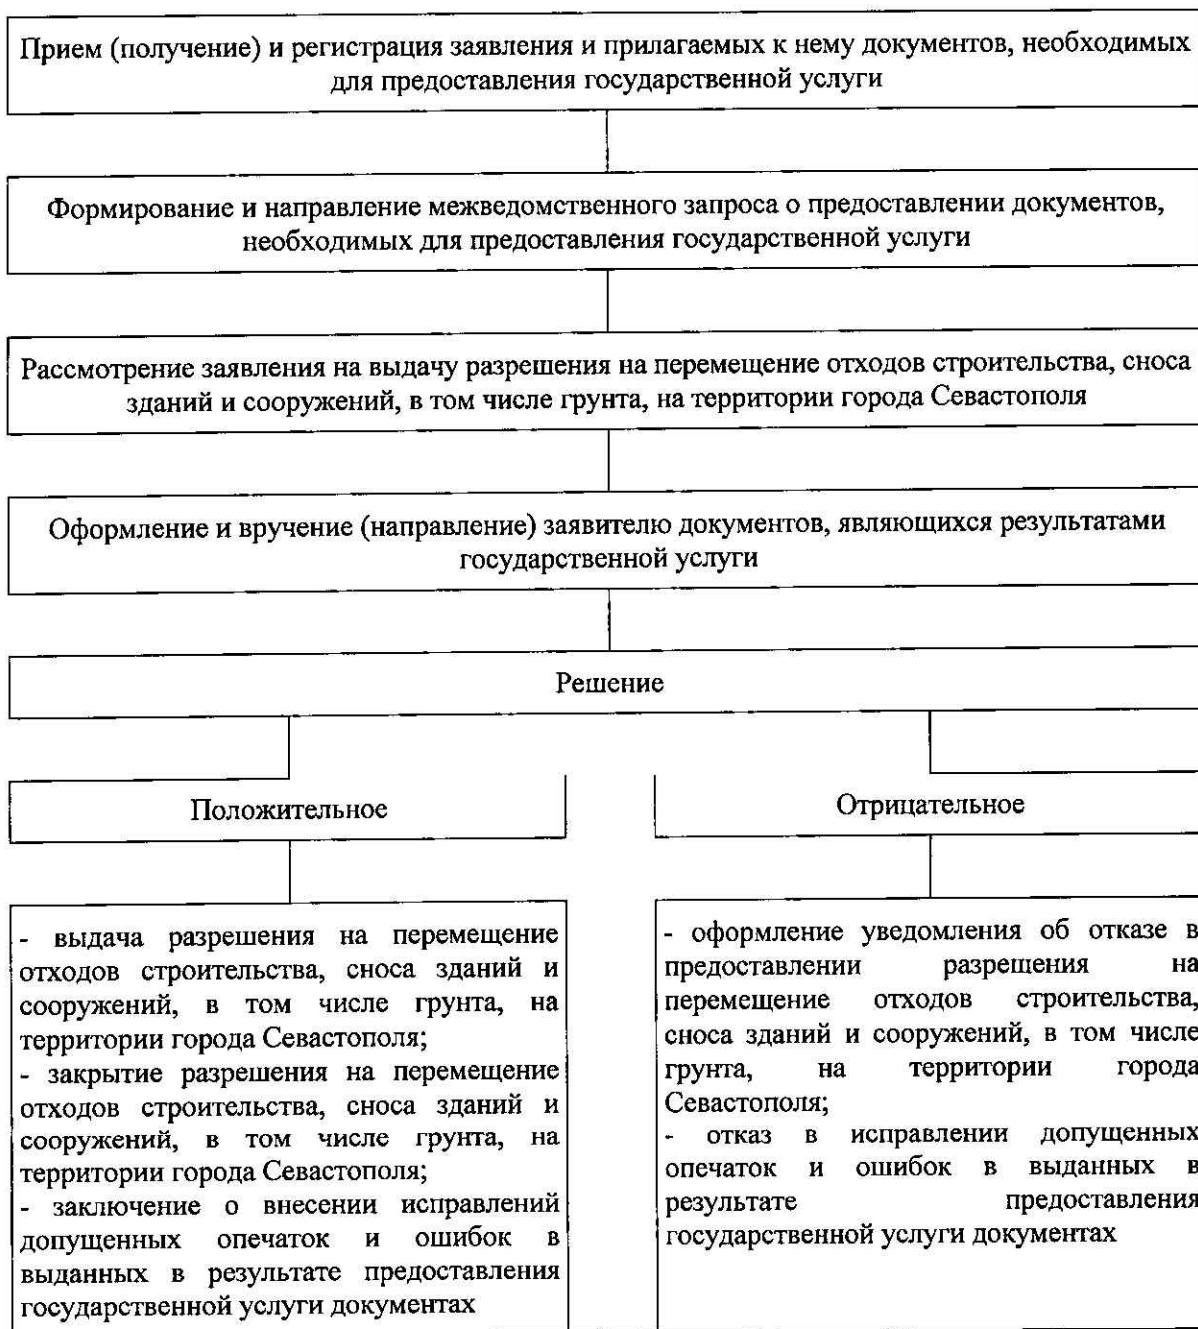 Прием (получение) и регистрация заявления и прилагаемых к нему документов, необходимых
для предоставления государственной услуги
Формирование и направление межведомственного запроса о предоставлении документов,
необходимых для предоставления государственной услуги
Рассмотрение заявления на выдачу разрешения на перемещение отходов строительства, сноса
зданий и сооружений, в том числе грунта, на территории города Севастополя
Оформление и вручение (направление) заявителю документов, являющихся результатами
государственной услуги
Решение
Положительное
Отрицательное
- выдача разрешения на перемещение
отходов строительства, сноса зданий и
сооружений, в том числе грунта, на
территории города Севастополя;
- закрытие разрешения на перемещение
отходов строительства, сноса зданий и
сооружений, в том числе грунта, на
территории города Севастополя;
- заключение о внесении исправлений
допущенных опечаток и ошибок в
выданных в результате предоставления
государственной услуги документах
- оформление уведомления об отказе в
предоставлении разрешения на
перемещение отходов строительства,
сноса зданий и сооружений, в том числе
грунта, на территории города
Севастополя;
- отказ в исправлении допущенных
опечаток и ошибок в выданных в
результате предоставления
государственной услуги документах